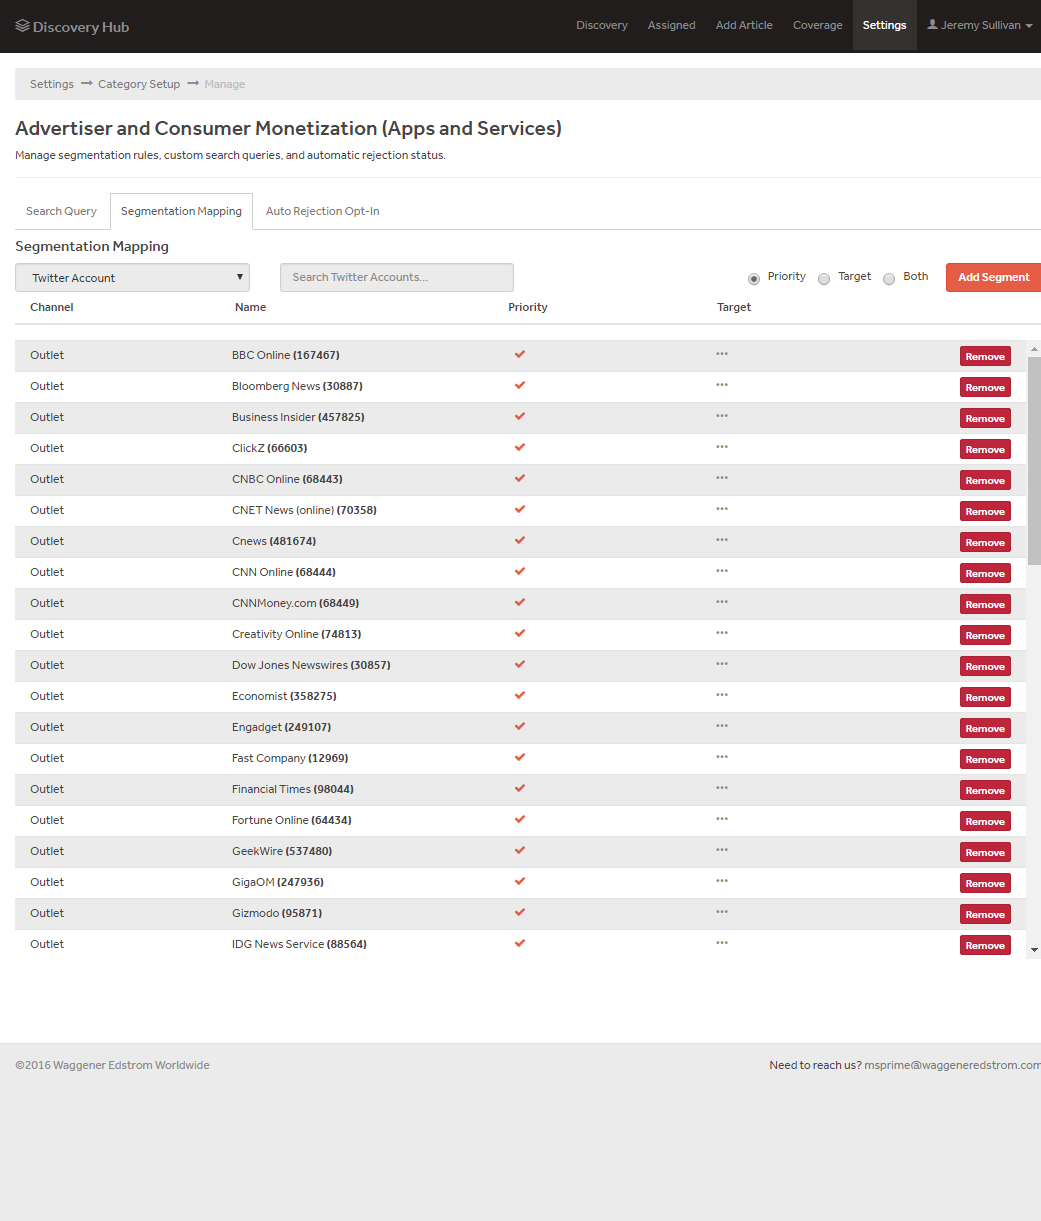 Discovery Hub Discovery Assigned Add Article Coverage Settings Jeremy Sullivan
Settings Category Setup Manage
Advertiser and Consumer Monetization (Apps and Services)
Manage segmentation rules, custom search queries, and automatic rejection status.
Search Query Segmentation Mapping Auto Rejection Opt-In
Segmentation Mapping
Twitter Account Search Twitter Accounts... Priority Target Both Add Segment
Channel Name Priority Target
Outlet BBC Online (167467) ••• Remove
Outlet Bloomberg News (30887) ••• Remove
Outlet Business Insider (457825) ••• Remove
Outlet ClickZ (66603) ••• Remove
Outlet CNBC Online (68443) ••• Remove
Outlet CNET News (online) (70358) ••• Remove
Outlet Cnews (481674) ••• Remove
Outlet CNN Online (68444) ••• Remove
Outlet CNNMoney.com (68449) ••• Remove
Outlet Creativity Online (74813) ••• Remove
Outlet Dow Jones Newswires (30857) ••• Remove
Outlet Economist (358275) ••• Remove
Outlet Engadget (249107) ••• Remove
Outlet Fast Company (12969) ••• Remove
Outlet Financial Times (98044) ••• Remove
Outlet Fortune Online (64434) ••• Remove
Outlet GeekWire (537480) ••• Remove
Outlet GigaOM (247936) ••• Remove
Outlet Gizmodo (95871) ••• Remove
Outlet IDG News Service (88564) ••• Remove
©2016 Waggener Edstrom Worldwide Need to reach us? msprime@waggeneredstrom.com